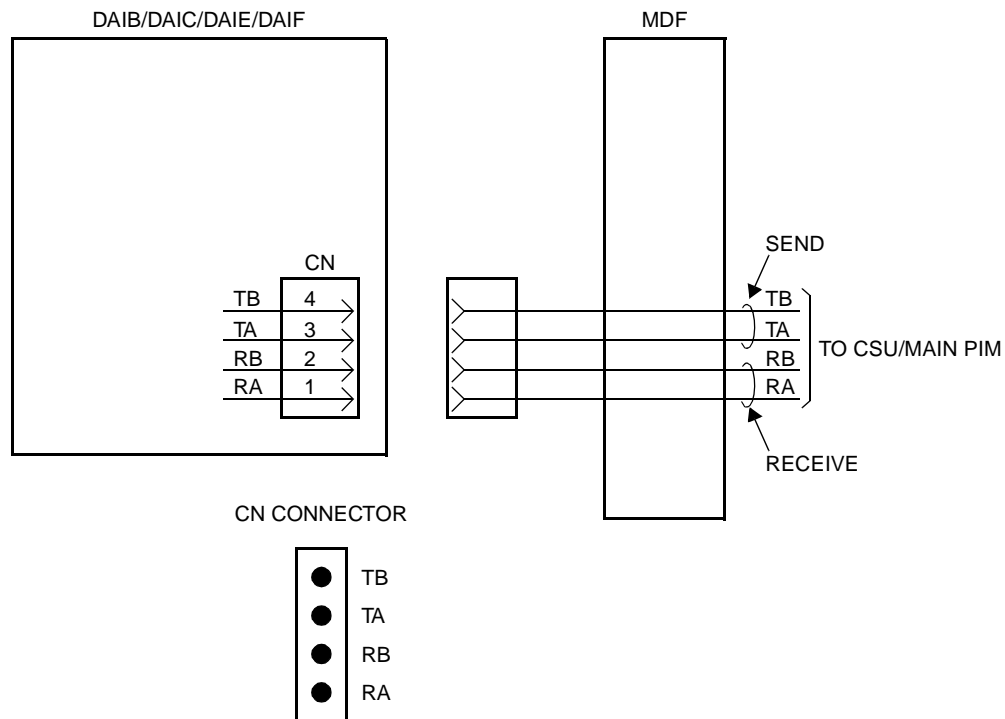 DAIB/DAIC/DAIE/DAIF
MDF
CN
TB 4
TA 3
RB 2
RA 1
SEND
TB
TA
RB
RA
TO CSU/MAIN PIM
RECEIVE
CN CONNECTOR
TB
TA
RB
RA